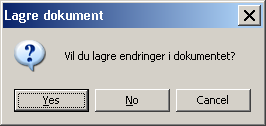 Lagre dokument
Vil du lagre endringer i dokumentet?
Yes
No
Cancel